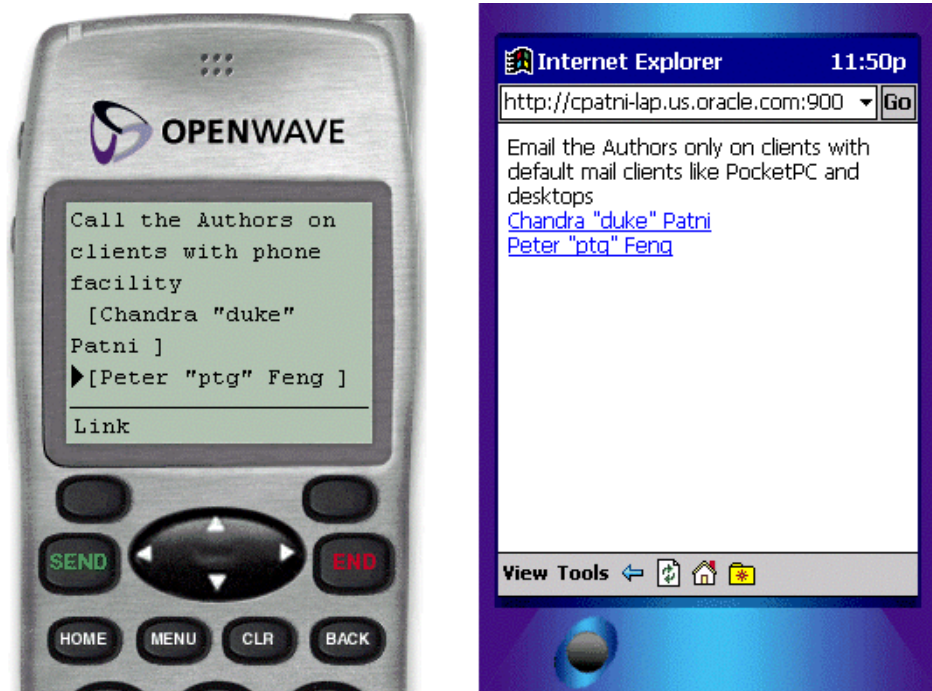 OPENWAVE
Call the Authors on
clients with phone
facility
[Chandra "duke"
Patni ]
[Peter "ptg" Feng ]
Link
SEND
END
HOME
MENU
CLR
BACK
Internet Explorer
11:50p
http://cpatni-lap.us.oracle.com:900
Go
Email the Authors only on clients with
default mail clients like PocketPC and
desktops
Chandra "duke" Patni
Peter "ptg" Feng
View Tools